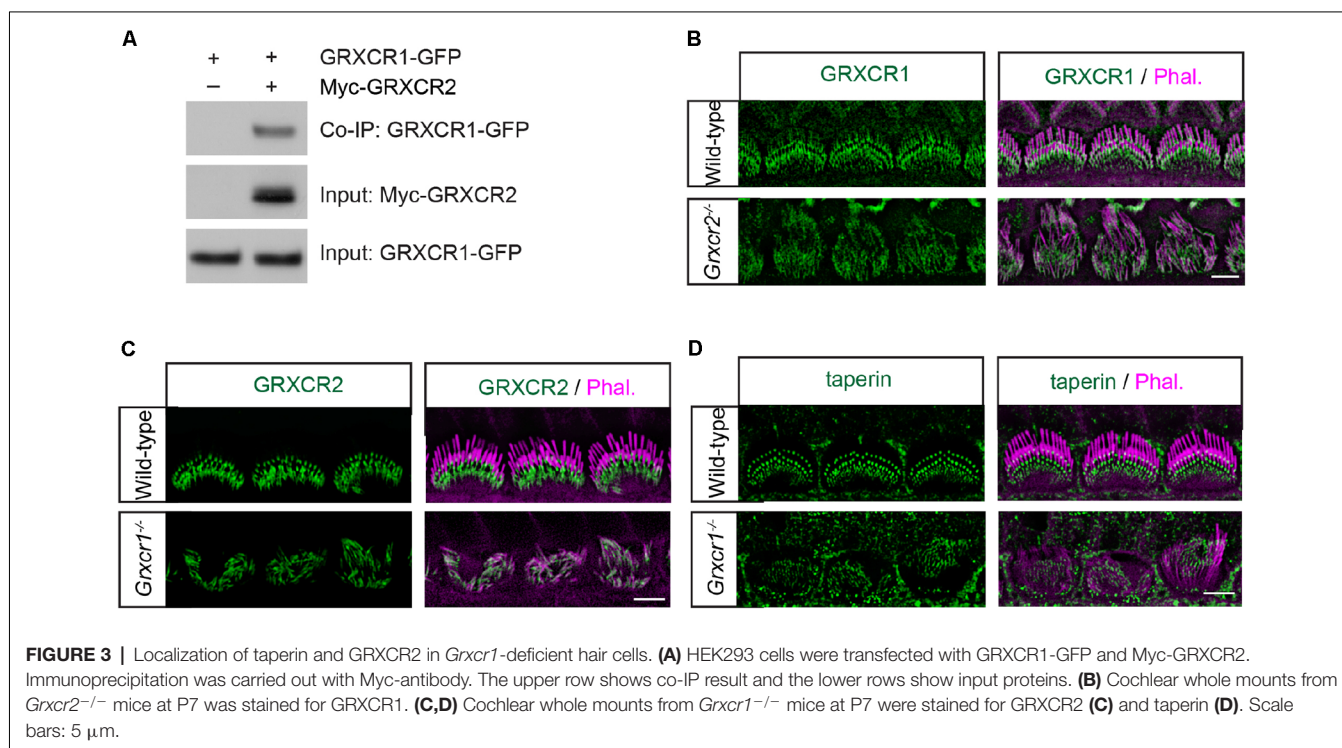 A
+ + GRXCR1-GFP
− + Myc-GRXCR2
Co-IP: GRXCR1-GFP
Input: Myc-GRXCR2
Input: GRXCR1-GFP
B
GRXCR1
GRXCR1 / Phal.
Wild-type
Grxcr2-/-
C
GRXCR2
GRXCR2 / Phal.
Wild-type
Grxcr1-/-
D
taperin
taperin / Phal.
Wild-type
Grxcr1-/-
FIGURE 3 | Localization of taperin and GRXCR2 in Grxcr1-deficient hair cells. (A) HEK293 cells were transfected with GRXCR1-GFP and Myc-GRXCR2.
Immunoprecipitation was carried out with Myc-antibody. The upper row shows co-IP result and the lower rows show input proteins. (B) Cochlear whole mounts from
Grxcr2−/− mice at P7 was stained for GRXCR1. (C,D) Cochlear whole mounts from Grxcr1−/− mice at P7 were stained for GRXCR2 (C) and taperin (D). Scale
bars: 5 μm.